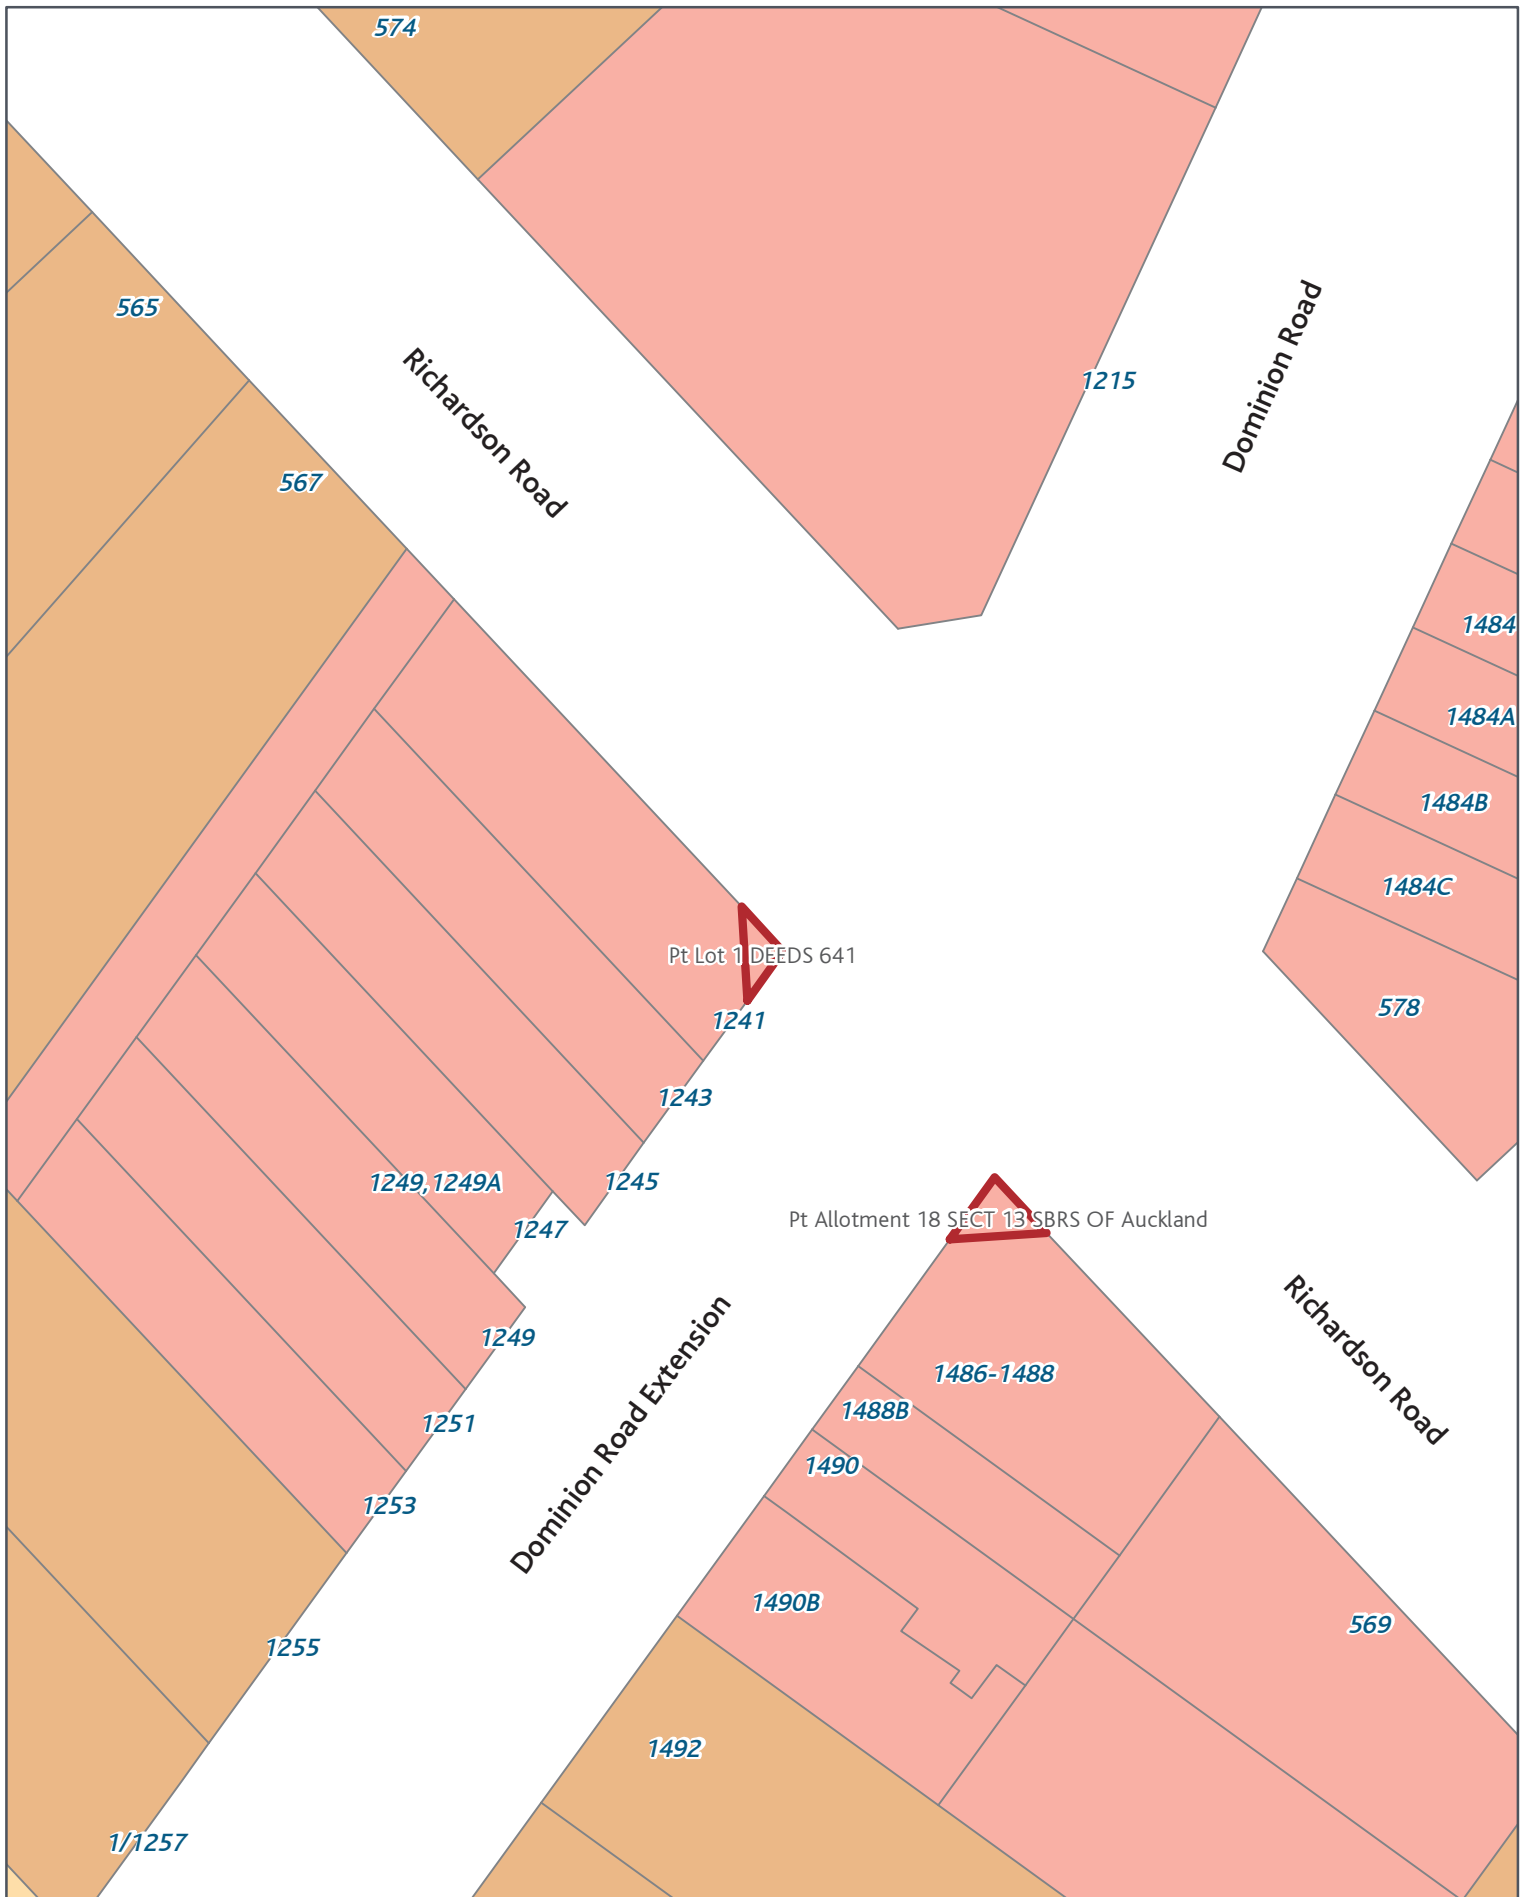 574
565
1215
Dominion Road
Richardson Road
567
1484
1484A
1484B
1484C
Pt Lot 1 DEEDS 641
578
1241
1243
1249,1249A
1245
Pt Allotment 18 SECT 13 SBRS OF Auckland
1247
1249
Dominion Road Extension
Richardson Road
1486-1488
1488B
1251
1490
1253
1490B
569
1255
1492
1/1257